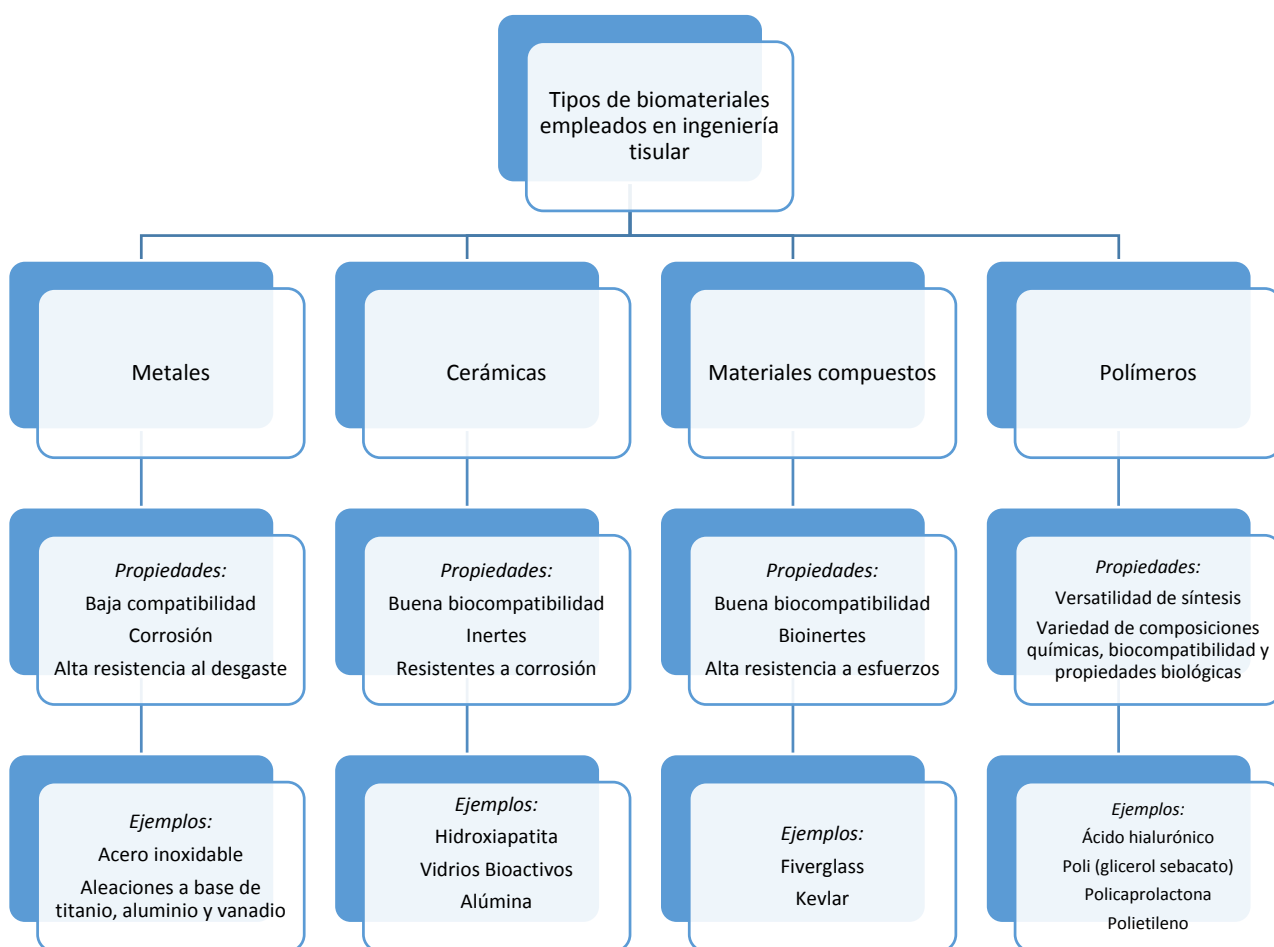 Tipos de biomateriales
empleados en ingeniería
tisular
Metales
Cerámicas
Materiales compuestos
Polímeros
Propiedades:
Baja compatibilidad
Corrosión
Alta resistencia al desgaste
Propiedades:
Buena biocompatibilidad
Inertes
Resistentes a corrosión
Propiedades:
Buena biocompatibilidad
Bioinertes
Alta resistencia a esfuerzos
Propiedades:
Versatilidad de síntesis
Variedad de composiciones
químicas, biocompatibilidad y
propiedades biológicas
Ejemplos:
Acero inoxidable
Aleaciones a base de
titanio, aluminio y vanadio
Ejemplos:
Hidroxiapatita
Vidrios Bioactivos
Alúmina
Ejemplos:
Fiverglass
Kevlar
Ejemplos:
Ácido hialurónico
Poli (glicerol sebacato)
Policaprolactona
Polietileno